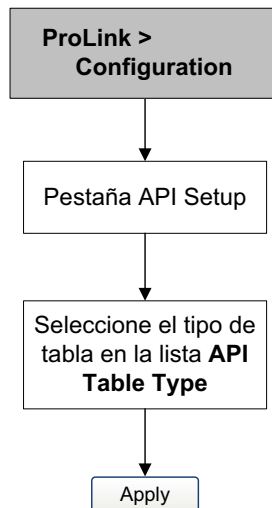 ProLink >
Configuration
Pestaña API Setup
Seleccione el tipo de
tabla en la lista API
Table Type
Apply